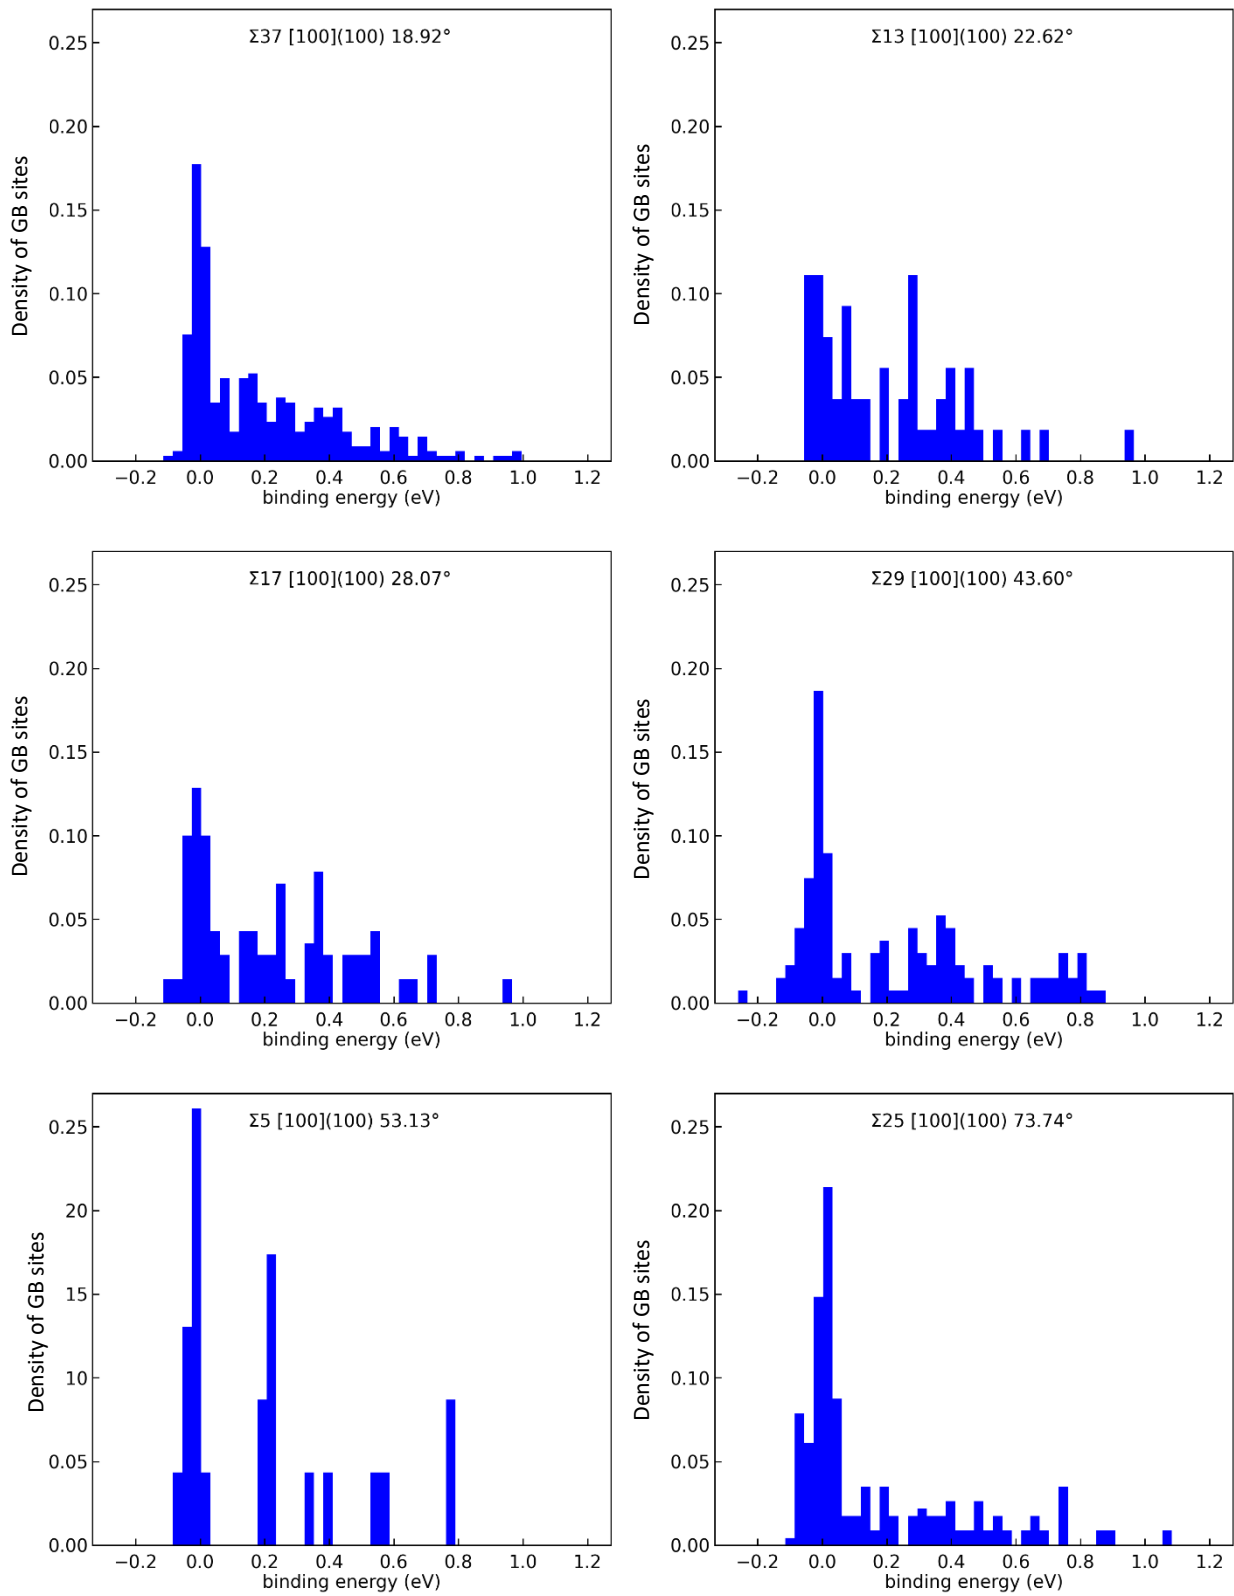 Σ37 [100](100) 18.92°
0.25
0.20
0.15
0.10
0.05
0.00
Density of GB sites
−0.2 0.0 0.2 0.4 0.6 0.8 1.0 1.2
binding energy (eV)
Σ13 [100](100) 22.62°
0.25
0.20
0.15
0.10
0.05
0.00
Density of GB sites
−0.2 0.0 0.2 0.4 0.6 0.8 1.0 1.2
binding energy (eV)
Σ17 [100](100) 28.07°
0.25
0.20
0.15
0.10
0.05
0.00
Density of GB sites
−0.2 0.0 0.2 0.4 0.6 0.8 1.0 1.2
binding energy (eV)
Σ29 [100](100) 43.60°
0.25
0.20
0.15
0.10
0.05
0.00
Density of GB sites
−0.2 0.0 0.2 0.4 0.6 0.8 1.0 1.2
binding energy (eV)
Σ5 [100](100) 53.13°
0.25
20
15
10
0.05
0.00
Density of GB sites
−0.2 0.0 0.2 0.4 0.6 0.8 1.0 1.2
binding energy (eV)
Σ25 [100](100) 73.74°
0.25
0.20
0.15
0.10
0.05
0.00
Density of GB sites
−0.2 0.0 0.2 0.4 0.6 0.8 1.0 1.2
binding energy (eV)